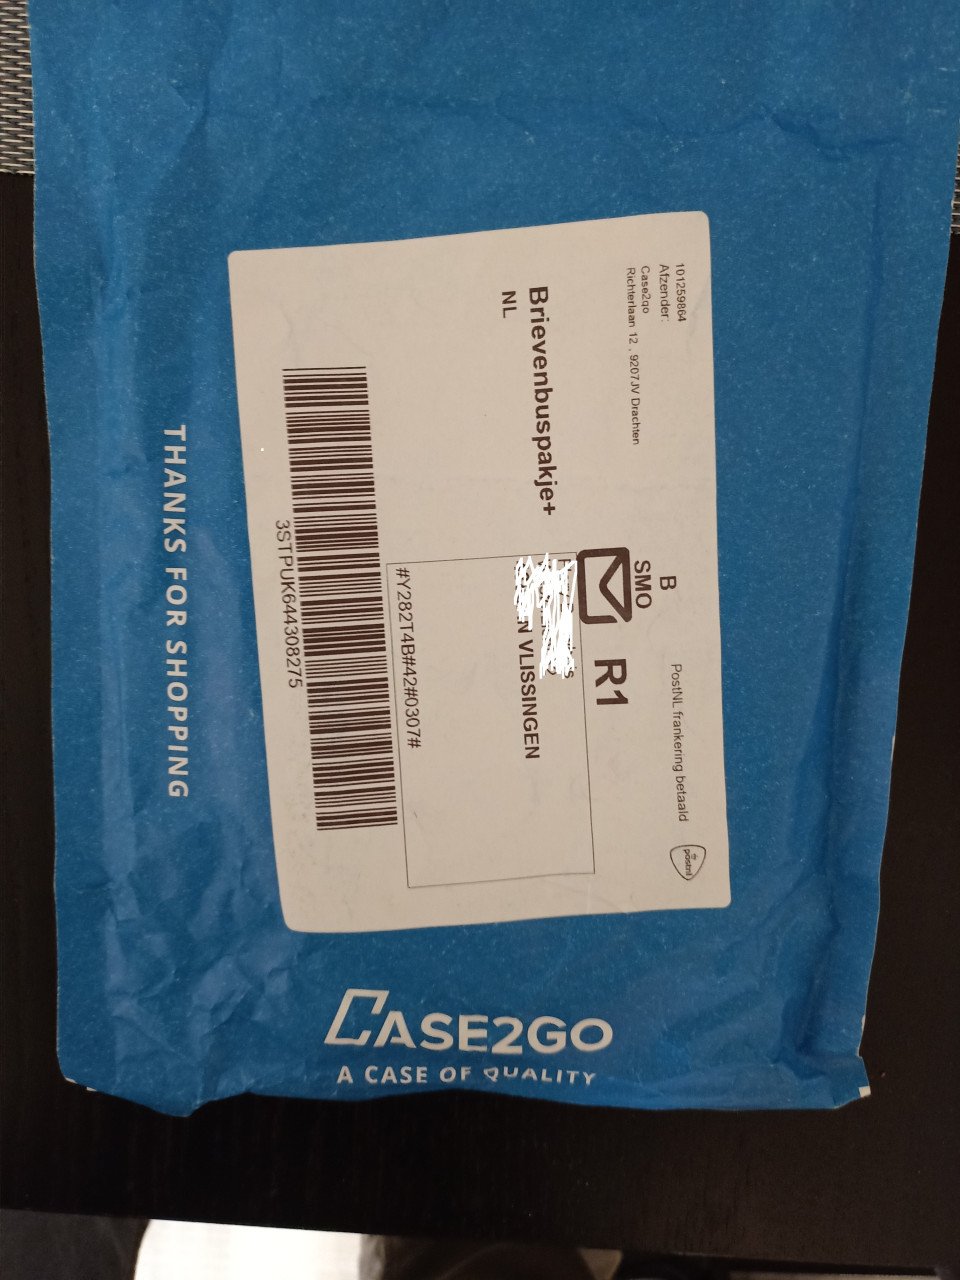 101259864
Afzender:
Case2go
Richterlaan 12 , 9207JV Drachten
B
SMO
R1
PostNL frankering betaald
postnl
Brievenbuspakje+
NL
VLISSINGEN
#Y282T4B#42#0307#
3STPUK644308275
THANKS FOR SHOPPING
CASE2GO
A CASE OF QUALITY